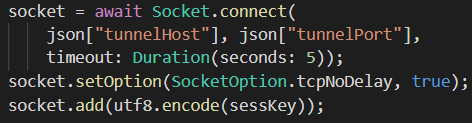 socket = await Socket.connect(
    json["tunnelHost"], json["tunnelPort"],
    timeout: Duration(seconds: 5));
socket.setOption(SocketOption.tcpNoDelay, true);
socket.add(utf8.encode(sessKey));